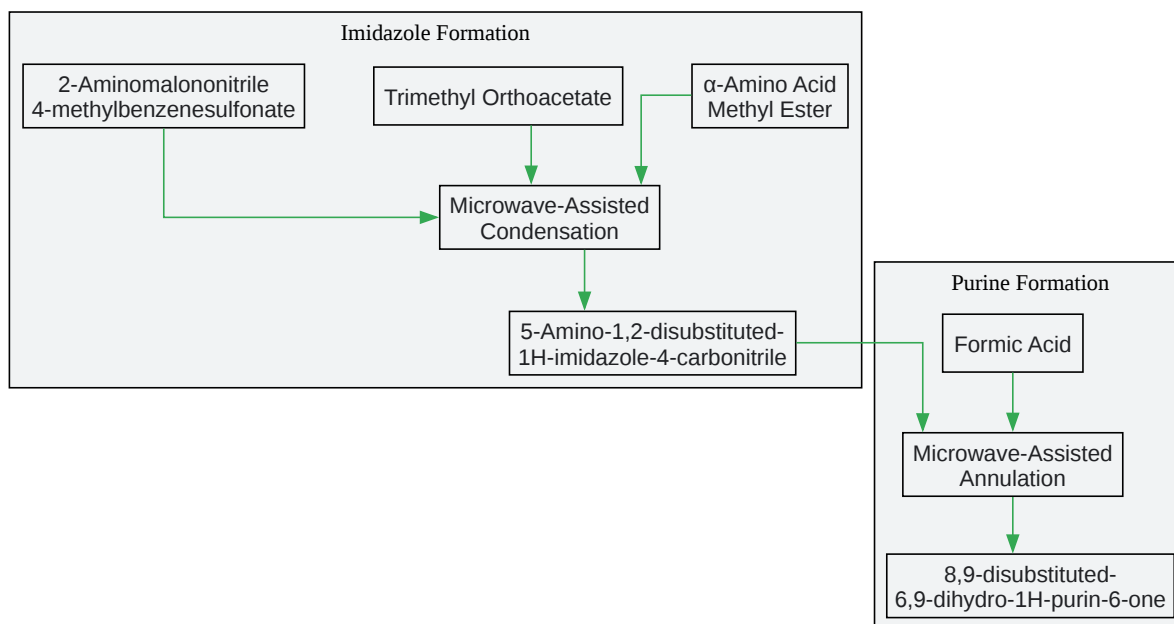 Imidazole Formation
2-Aminomalononitrile
4-methylbenzenesulfonate
Trimethyl Orthoacetate
α-Amino Acid
Methyl Ester
Microwave-Assisted
Condensation
5-Amino-1,2-disubstituted-
1H-imidazole-4-carbonitrile
Purine Formation
Formic Acid
Microwave-Assisted
Annulation
8,9-disubstituted-
6,9-dihydro-1H-purin-6-one